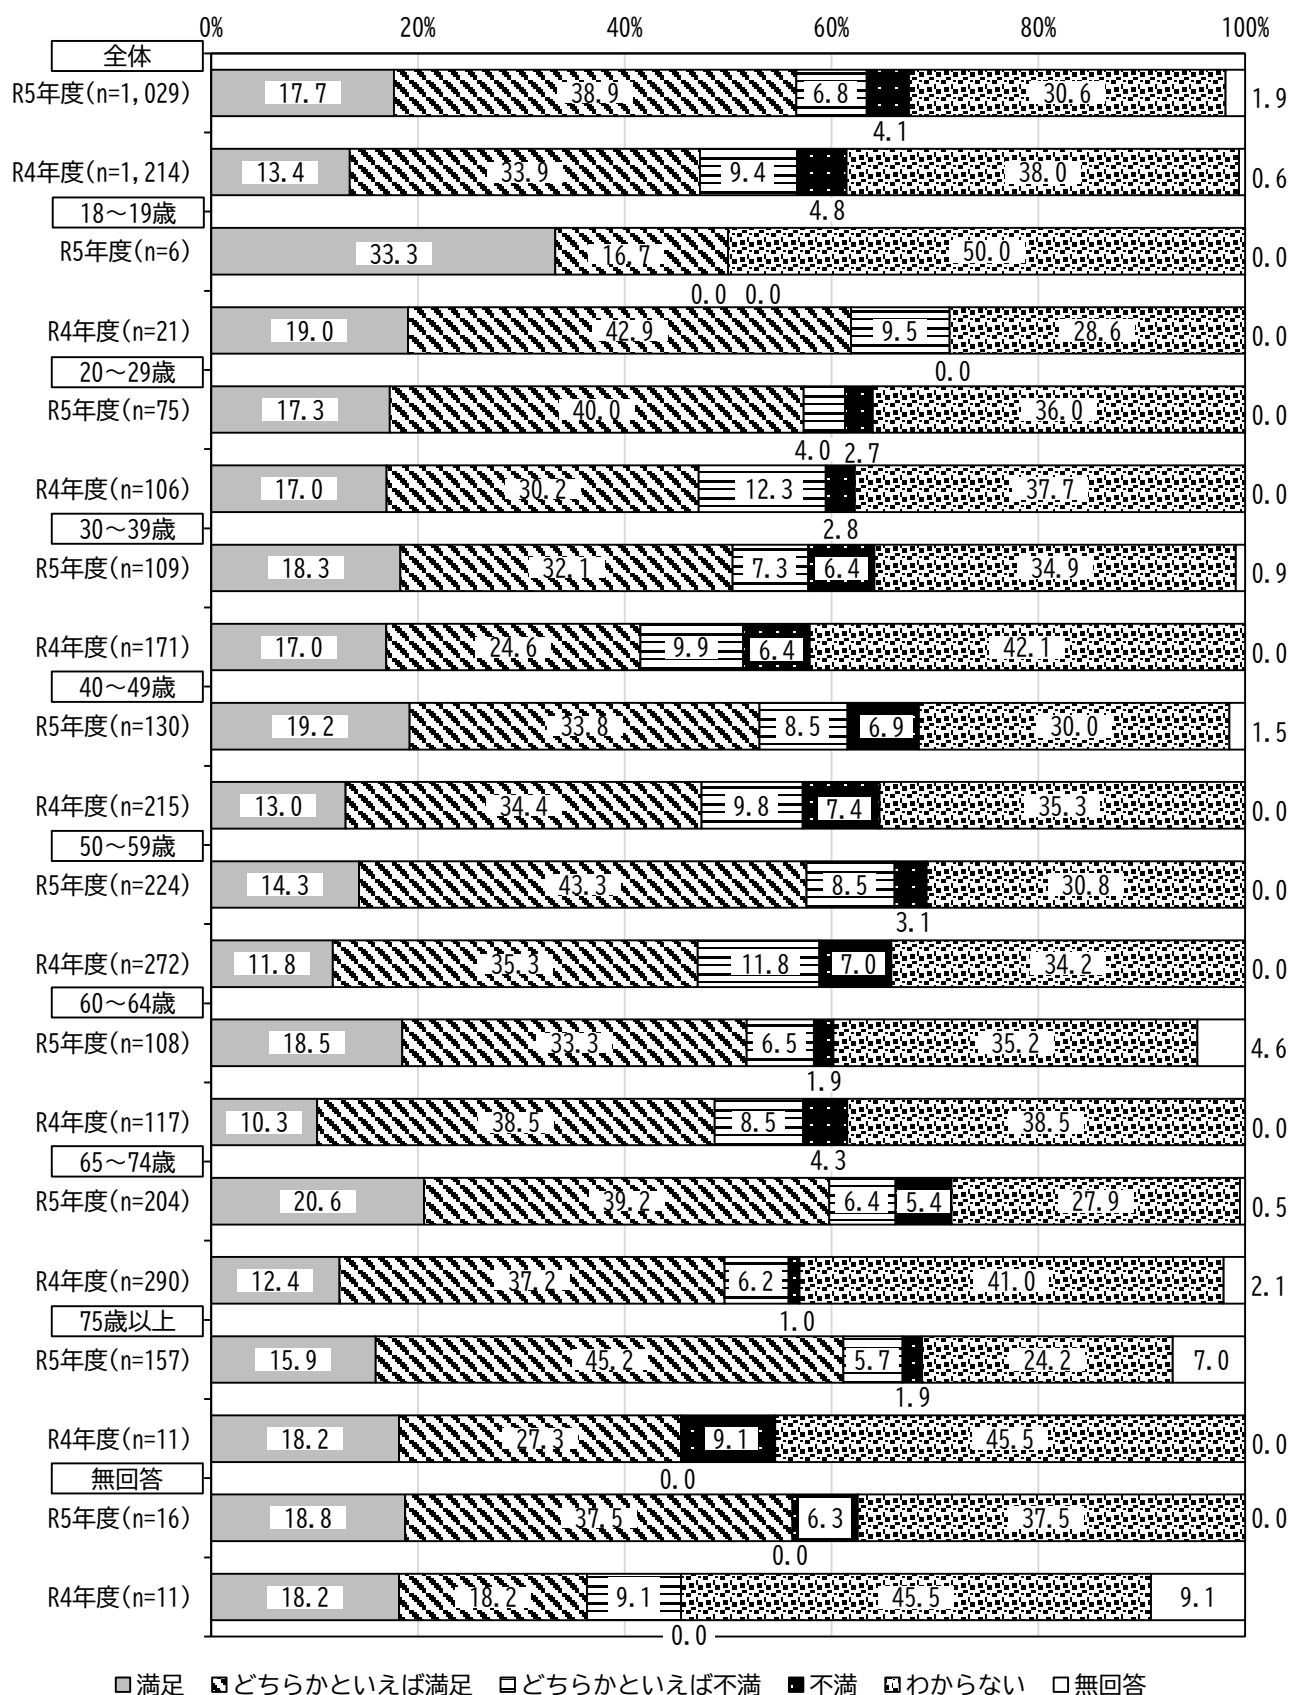 0% 20% 40% 60% 80% 100%
全体
R5年度(n=1,029) 17.7 38.9 6.8 30.6 1.9
4.1
R4年度(n=1,214) 13.4 33.9 9.4 38.0 0.6
18～19歳 4.8
R5年度(n=6) 33.3 16.7 50.0 0.0
0.0 0.0
R4年度(n=21) 19.0 42.9 9.5 28.6 0.0
20～29歳 0.0
R5年度(n=75) 17.3 40.0 36.0 0.0
4.0 2.7
R4年度(n=106) 17.0 30.2 12.3 37.7 0.0
30～39歳 2.8
R5年度(n=109) 18.3 32.1 7.3 6.4 34.9 0.9
R4年度(n=171) 17.0 24.6 9.9 6.4 42.1 0.0
40～49歳
R5年度(n=130) 19.2 33.8 8.5 6.9 30.0 1.5
R4年度(n=215) 13.0 34.4 9.8 7.4 35.3 0.0
50～59歳
R5年度(n=224) 14.3 43.3 8.5 30.8 0.0
3.1
R4年度(n=272) 11.8 35.3 11.8 7.0 34.2 0.0
60～64歳
R5年度(n=108) 18.5 33.3 6.5 35.2 4.6
1.9
R4年度(n=117) 10.3 38.5 8.5 38.5 0.0
65～74歳 4.3
R5年度(n=204) 20.6 39.2 6.4 5.4 27.9 0.5
R4年度(n=290) 12.4 37.2 6.2 41.0 2.1
75歳以上 1.0
R5年度(n=157) 15.9 45.2 5.7 24.2 7.0
1.9
R4年度(n=11) 18.2 27.3 9.1 45.5 0.0
無回答 0.0
R5年度(n=16) 18.8 37.5 6.3 37.5 0.0
0.0
R4年度(n=11) 18.2 18.2 9.1 45.5 9.1
0.0
満足 どちらかといえば満足 どちらかといえば不満 不満 わからない 無回答